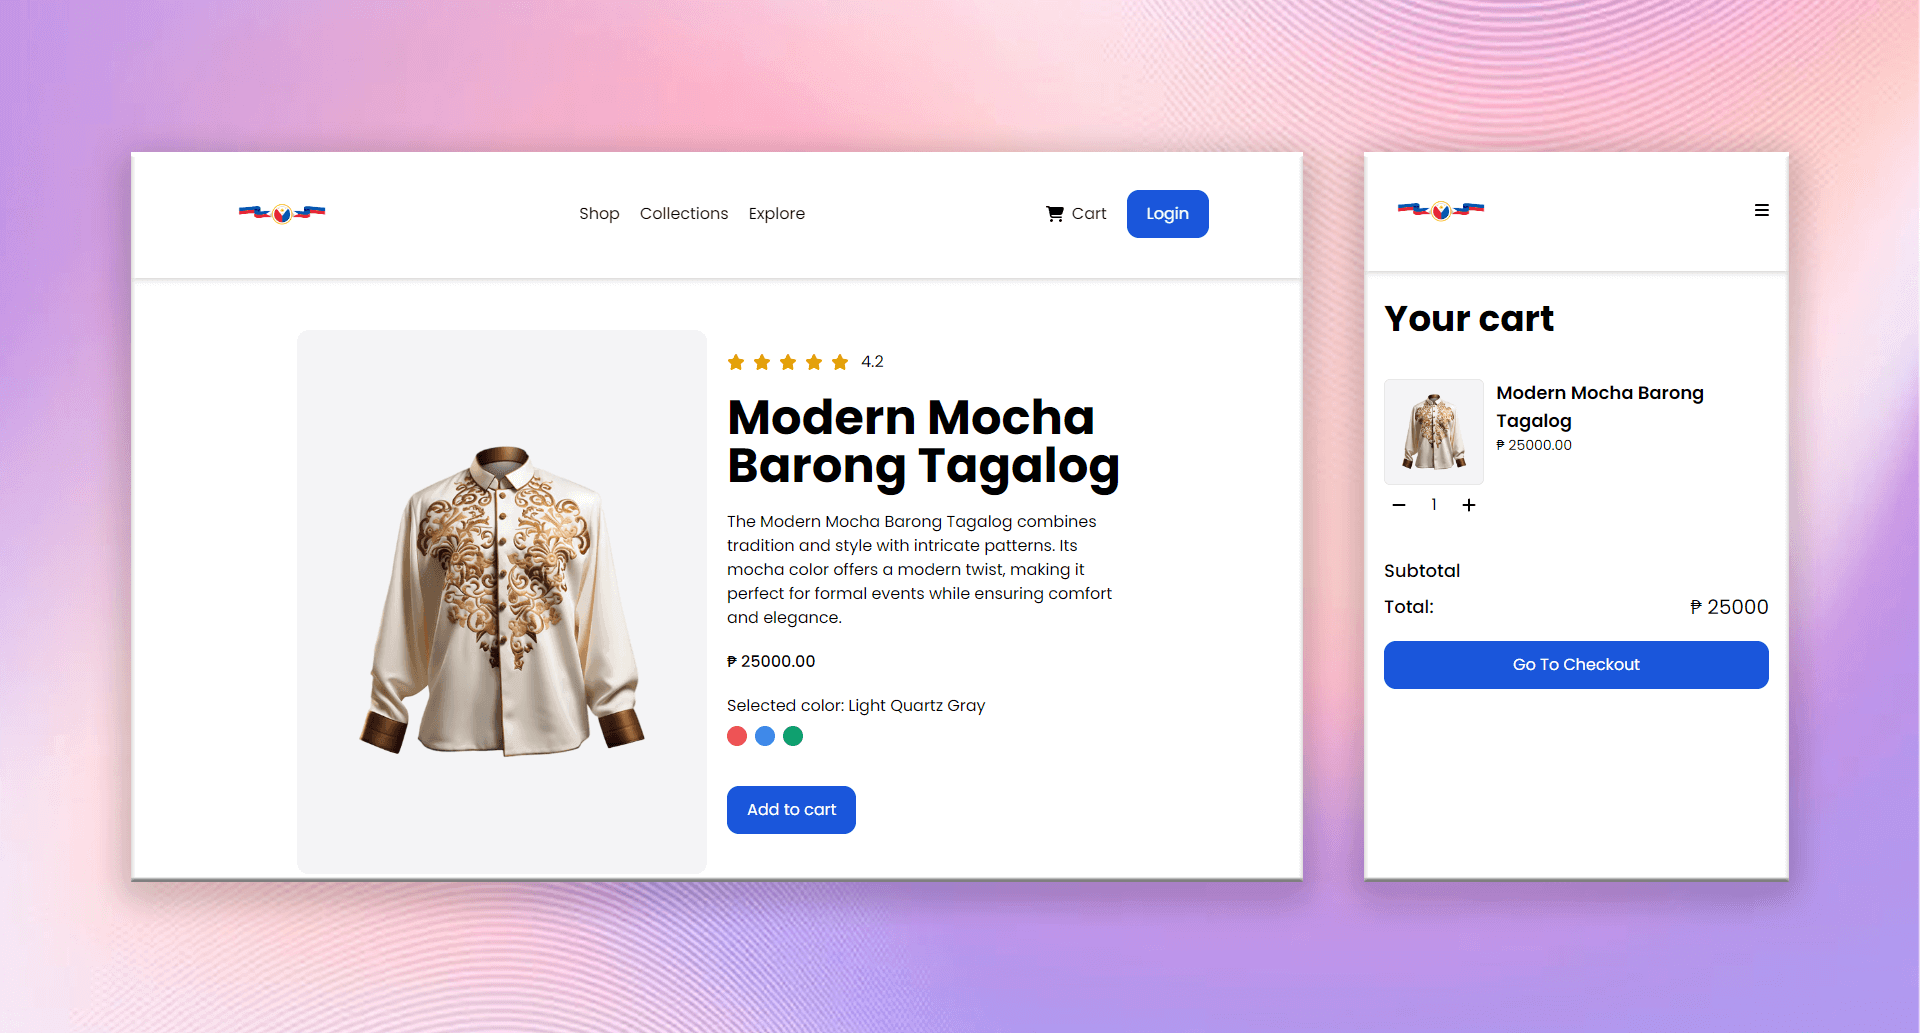 Shop Collections Explore
Cart
Login
4.2
Modern Mocha
Barong Tagalog
The Modern Mocha Barong Tagalog combines
tradition and style with intricate patterns. Its
mocha color offers a modern twist, making it
perfect for formal events while ensuring comfort
and elegance.
₱ 25000.00
Selected color: Light Quartz Gray
Add to cart
Your cart
Modern Mocha Barong
Tagalog
₱ 25000.00
1
Subtotal
Total: ₱ 25000
Go To Checkout